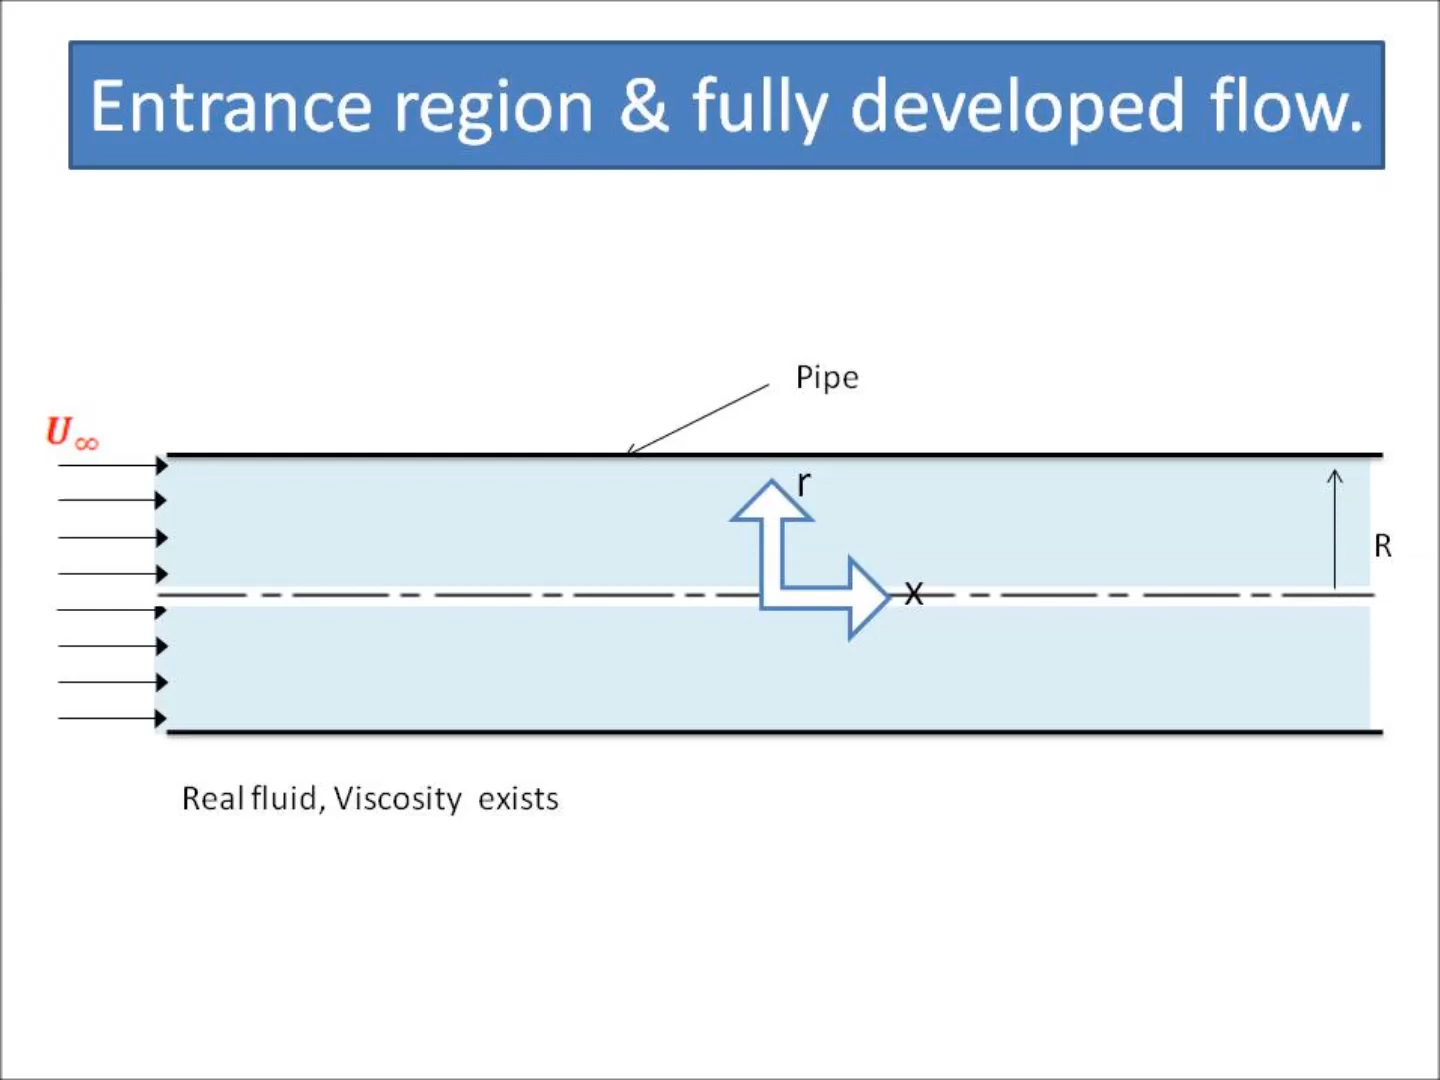 Entrance region & fully developed flow.
Pipe
U∞
r
R
x
Real fluid, Viscosity exists